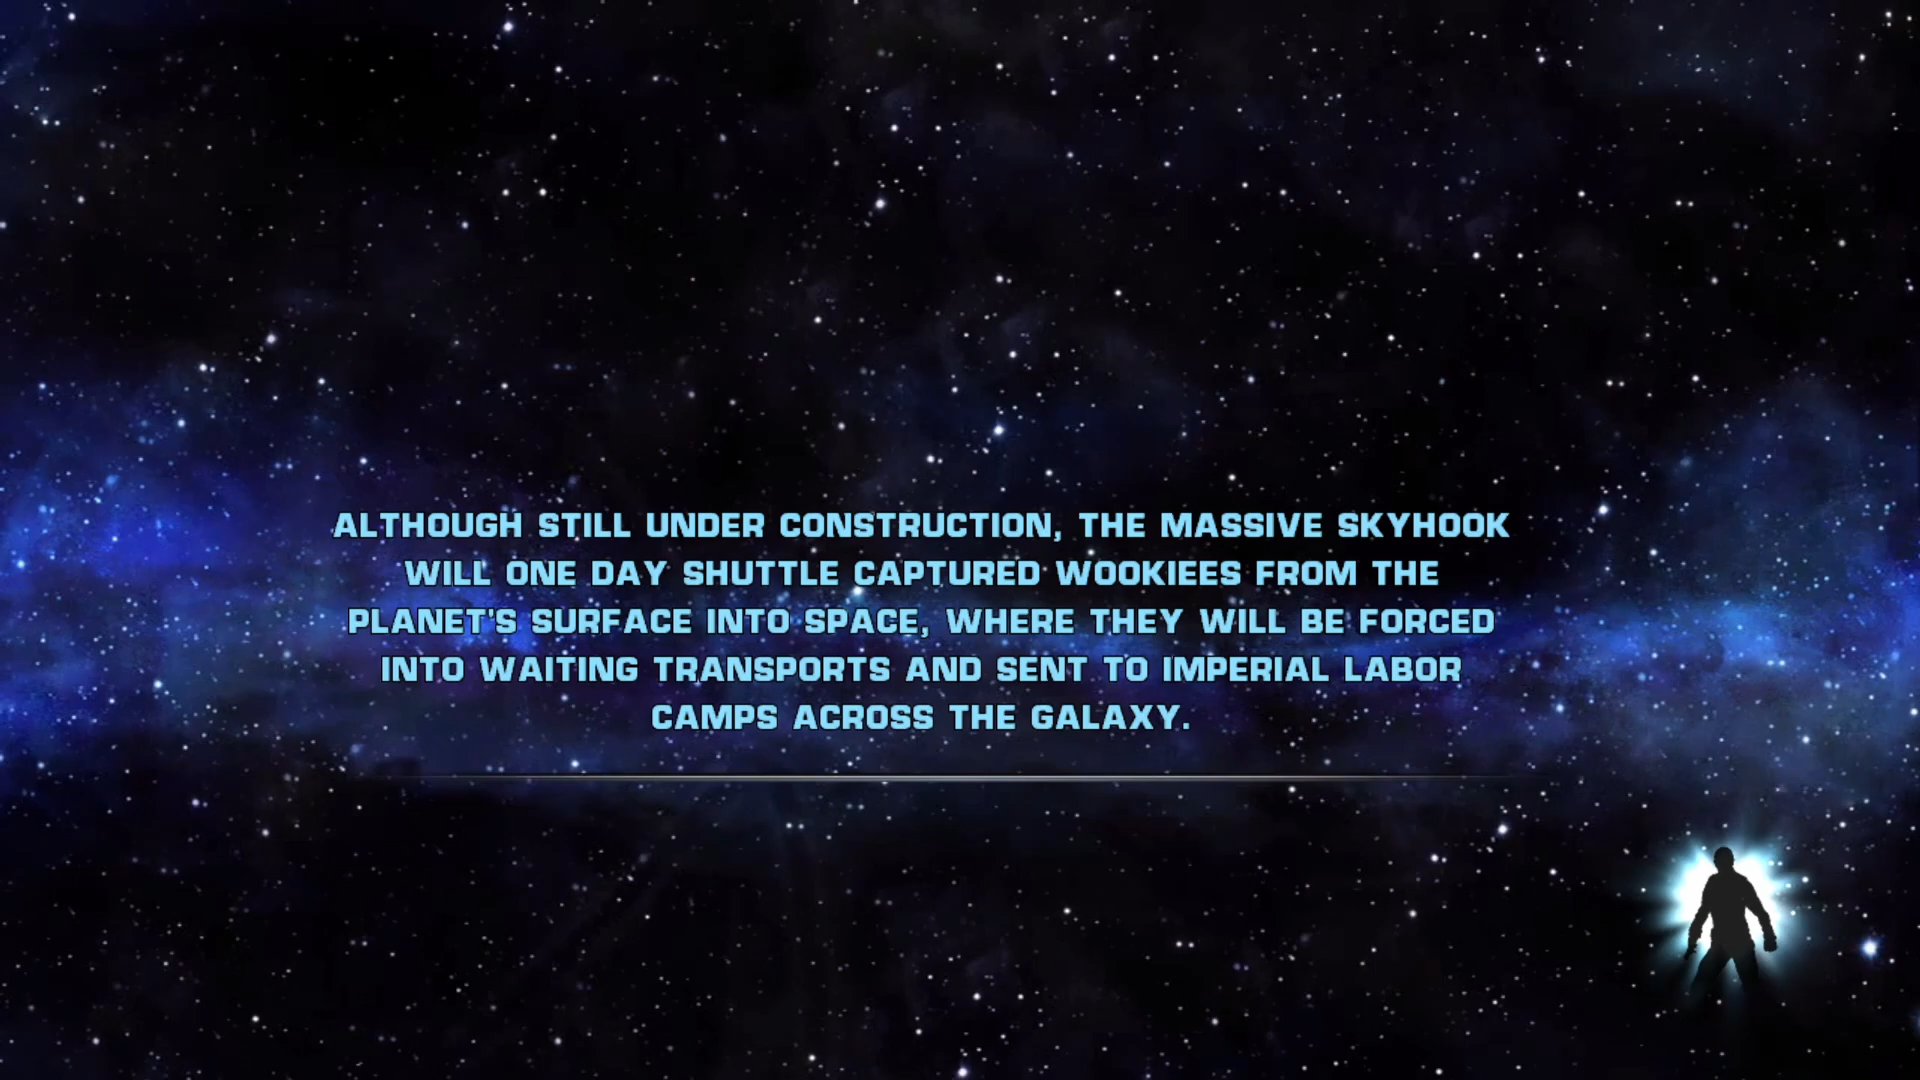 ALTHOUGH STILL UNDER CONSTRUCTION, THE MASSIVE SKYHOOK
WILL ONE DAY SHUTTLE CAPTURED WOOKIEES FROM THE
PLANET'S SURFACE INTO SPACE, WHERE THEY WILL BE FORCED
INTO WAITING TRANSPORTS AND SENT TO IMPERIAL LABOR
CAMPS ACROSS THE GALAXY.